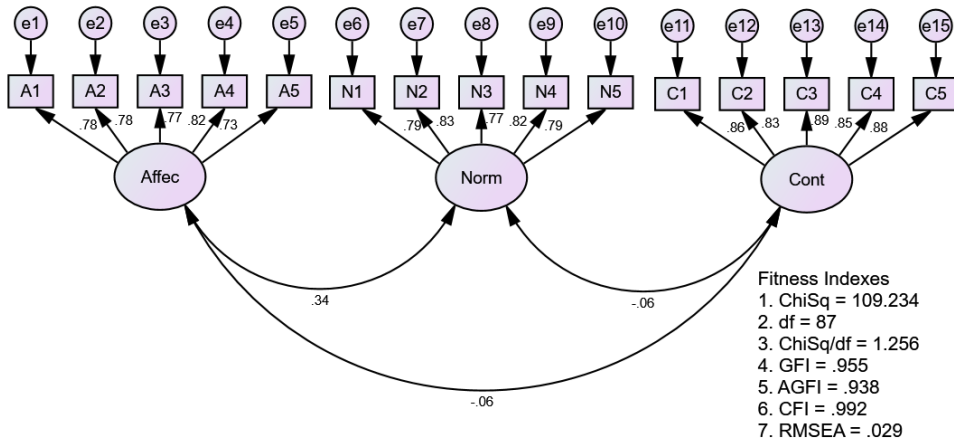 e1 e2 e3 e4 e5 e6 e7 e8 e9 e10 e11 e12 e13 e14 e15
A1 A2 A3 A4 A5 N1 N2 N3 N4 N5 C1 C2 C3 C4 C5
.78 .78 .77 .82 .73 .79 .83 .77 .82 .79 .86 .83 .89 .85 .88
Affec Norm Cont
.34
-.06
-.06
Fitness Indexes
1. ChiSq = 109.234
2. df = 87
3. ChiSq/df = 1.256
4. GFI = .955
5. AGFI = .938
6. CFI = .992
7. RMSEA = .029